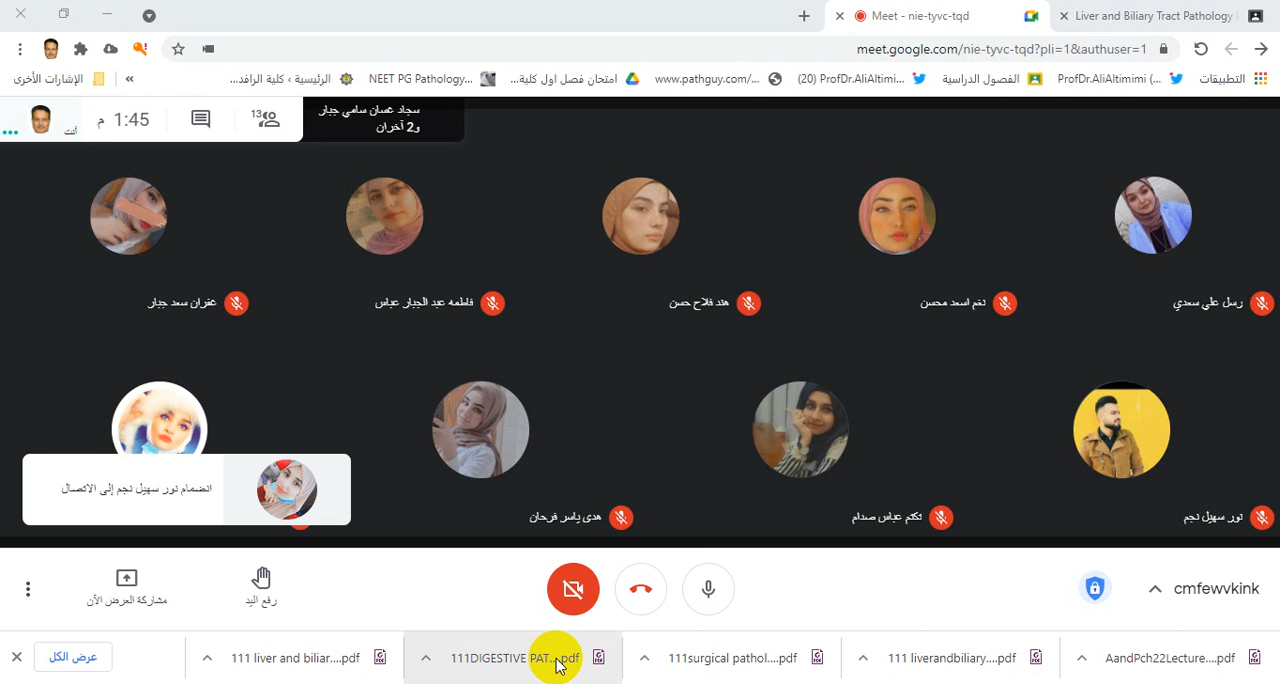 Meet - nie-tyvc-tqd
Liver and Biliary Tract Pathology
meet.google.com/nie-tyvc-tqd?pli=1&authuser=1
التطبيقات
ProfDr.AliAltimimi (...
الفصول الدراسية
(20) ProfDr.AliAltimi...
www.pathguy.com/...
امتحان فصل اول كلية...
NEET PG Pathology...
الرئيسية › كلية الرافد...
»
الإشارات الأخرى
سجاد غسان سامي جبار
و2 آخران
13
1:45 م
أنت
رسل علي سعدي
نغم اسعد محسن
هند فلاح حسن
فاطمه عبد الجبار عباس
غفران سعد جبار
نور سهيل نجم
تكتم عباس صدام
هدى ياسر فرحان
انضمام نور سهيل نجم إلى الاتصال
cmfewvkink
رفع اليد
مشاركة العرض الآن
AandPch22Lecture....pdf
111 liverandbiliary....pdf
111surgical pathol....pdf
111DIGESTIVE PAT....pdf
111 liver and biliar....pdf
عرض الكل